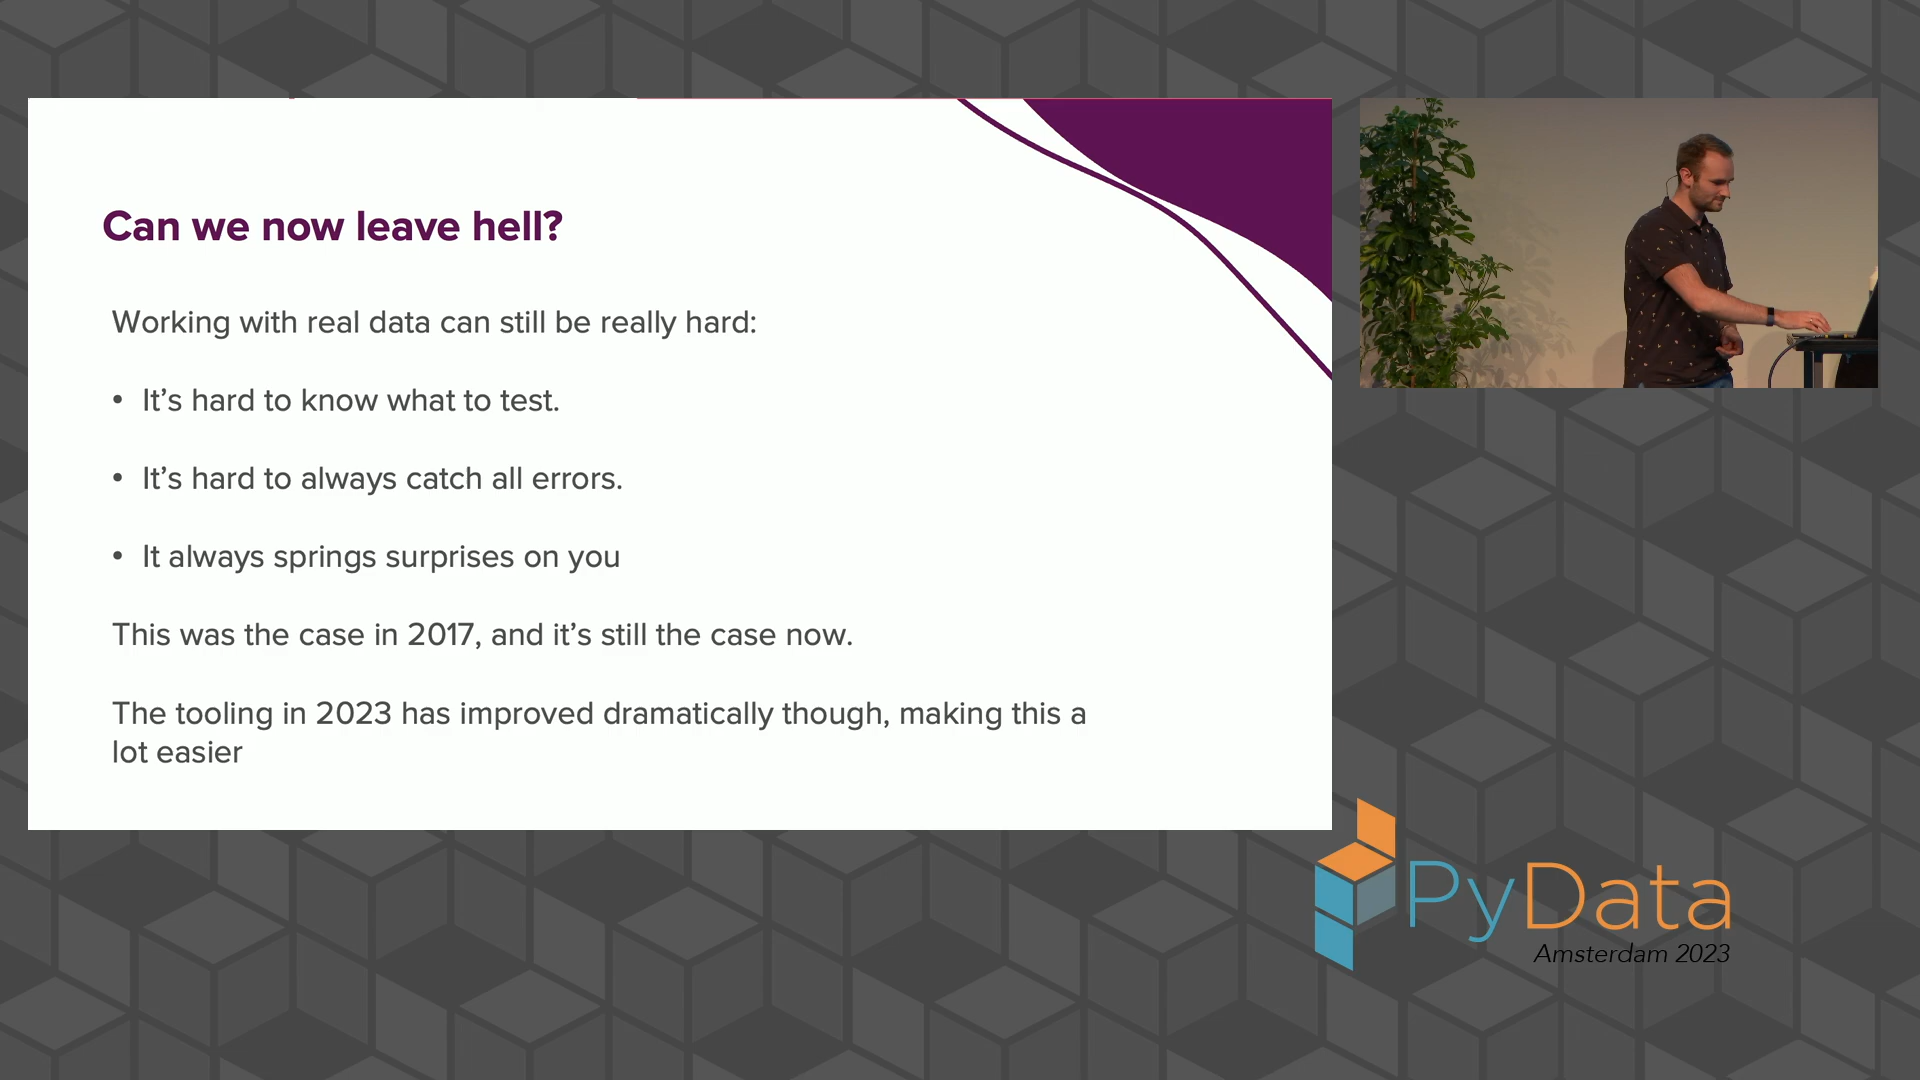 Can we now leave hell?
Working with real data can still be really hard:
• It’s hard to know what to test.
• It’s hard to always catch all errors.
• It always springs surprises on you
This was the case in 2017, and it’s still the case now.
The tooling in 2023 has improved dramatically though, making this a
lot easier
PyData
Amsterdam 2023